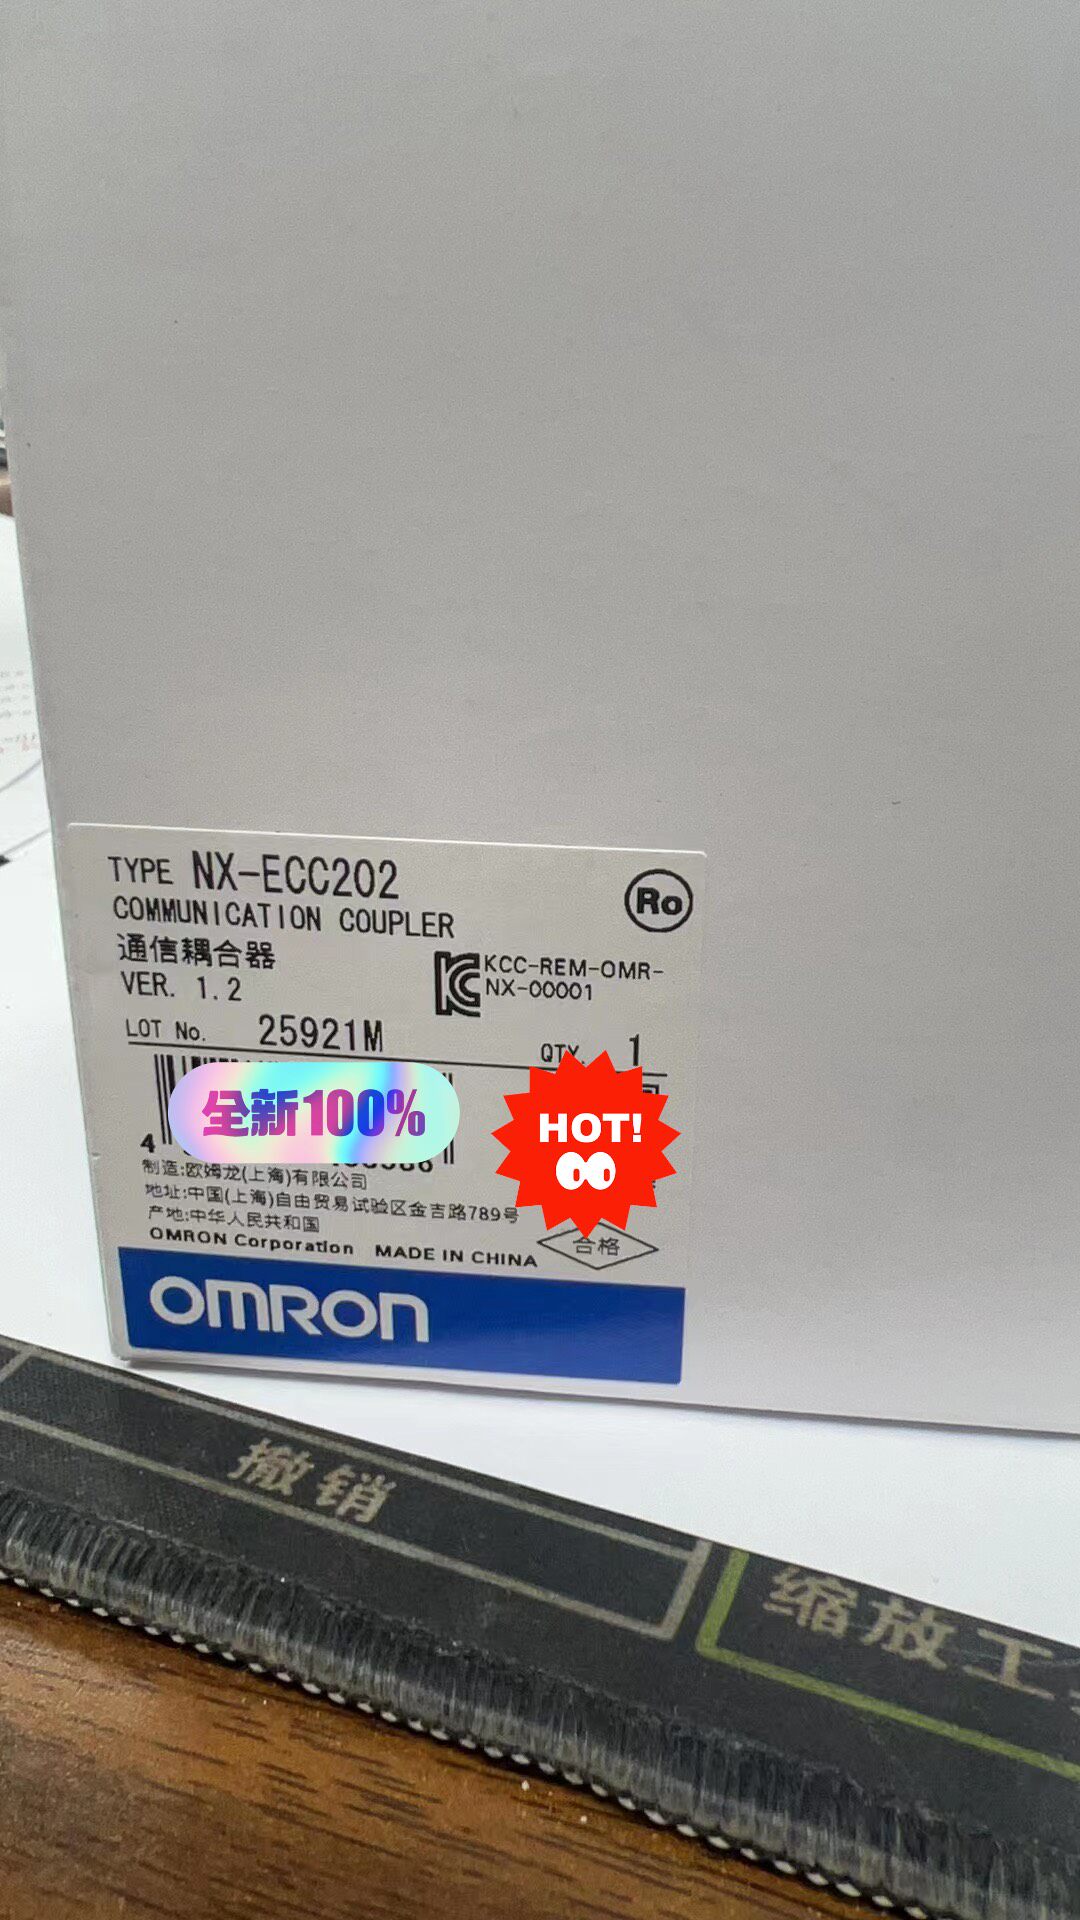 TYPE NX-ECC202
COMMUNICATION COUPLER
通信耦合器
VER. 1.2
Ro
KCC-REM-OMR-
NX-00001
LOT No. 25921M
QTY. 1
全新100%
HOT!
4
制造:欧姆龙(上海)有限公司
地址:中国(上海)自由贸易试验区金吉路789号
产地:中华人民共和国
OMRON Corporation MADE IN CHINA
合格
OMRON
撤销
缩放工